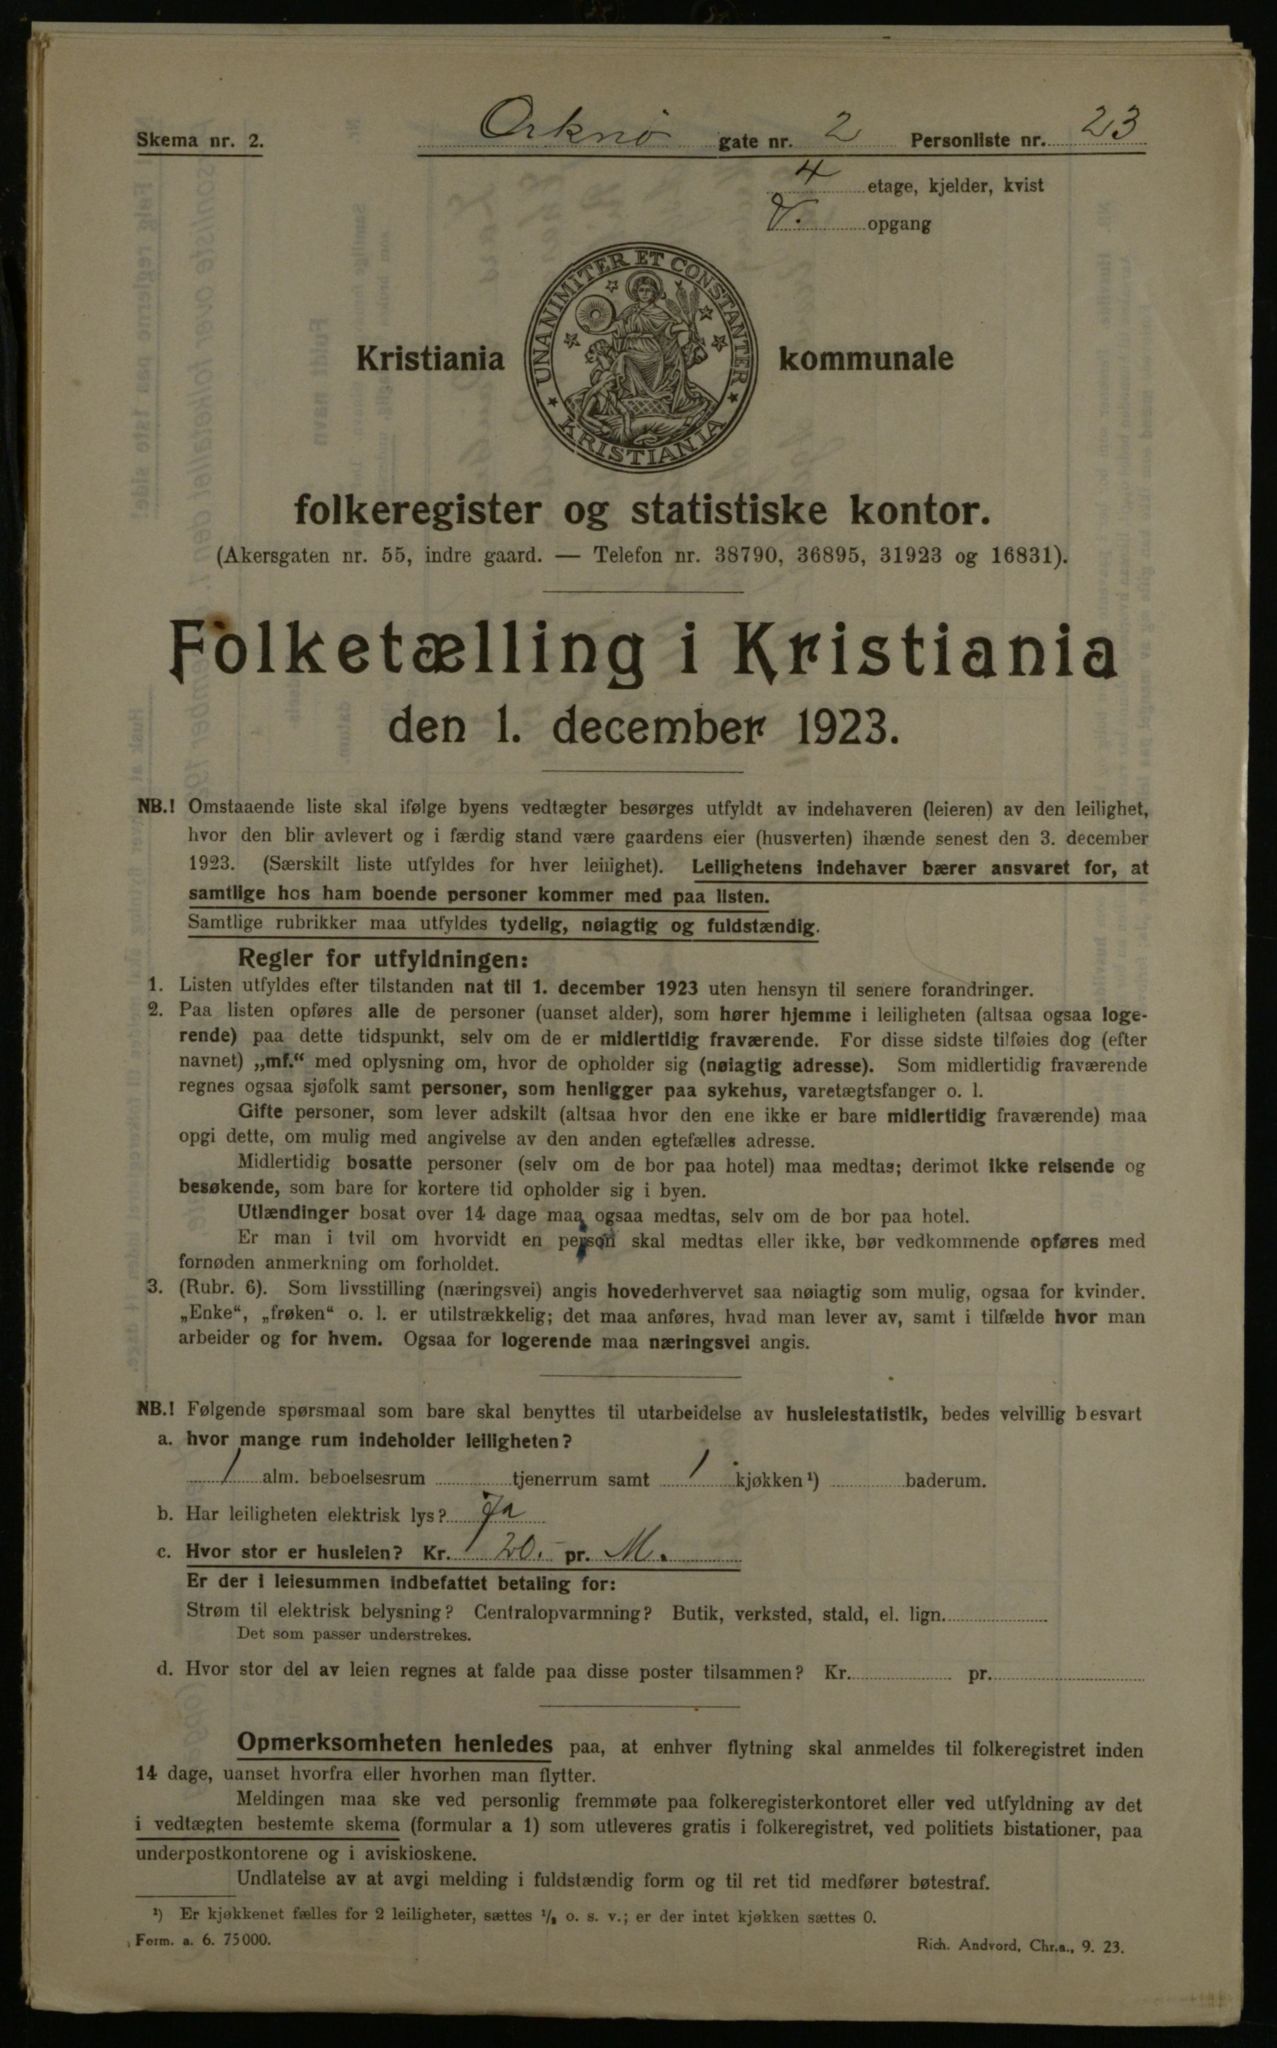 Skema nr. 2.
Orknø gate nr. 2 Personliste nr. 23
4 etage, kjelder, kvist
V. opgang
UNANIMITER ET CONSTANTER
KRISTIANIA
Kristiania kommunale
folkeregister og statistiske kontor.
(Akersgaten nr. 55, indre gaard. — Telefon nr. 38790, 36895, 31923 og 16831).
Folketælling i Kristiania
den 1. december 1923.
NB.! Omstaaende liste skal ifølge byens vedtægter besørges utfyldt av indehaveren (leieren) av den leilighet,
hvor den blir avlevert og i færdig stand være gaardens eier (husverten) ihænde senest den 3. december
1923. (Særskilt liste utfyldes for hver leilighet). Leilighetens indehaver bærer ansvaret for, at
samtlige hos ham boende personer kommer med paa listen.
Samtlige rubrikker maa utfyldes tydelig, nøiagtig og fuldstændig.
Regler for utfyldningen:
1. Listen utfyldes efter tilstanden nat til 1. december 1923 uten hensyn til senere forandringer.
2. Paa listen opføres alle de personer (uanset alder), som hører hjemme i leiligheten (altsaa ogsaa loge-
rende) paa dette tidspunkt, selv om de er midlertidig fraværende. For disse sidste tilføies dog (efter
navnet) „mf.“ med oplysning om, hvor de opholder sig (nøiagtig adresse). Som midlertidig fraværende
regnes ogsaa sjøfolk samt personer, som henligger paa sykehus, varetægtsfanger o. l.
Gifte personer, som lever adskilt (altsaa hvor den ene ikke er bare midlertidig fraværende) maa
opgi dette, om mulig med angivelse av den anden egtefælles adresse.
Midlertidig bosatte personer (selv om de bor paa hotel) maa medtas; derimot ikke reisende og
besøkende, som bare for kortere tid opholder sig i byen.
Utlændinger bosat over 14 dage maa ogsaa medtas, selv om de bor paa hotel.
Er man i tvil om hvorvidt en person skal medtas eller ikke, bør vedkommende opføres med
fornøden anmerkning om forholdet.
3. (Rubr. 6). Som livsstilling (næringsvei) angis hovederhvervet saa nøiagtig som mulig, ogsaa for kvinder.
„Enke“, „frøken“ o. l. er utilstrækkelig; det maa anføres, hvad man lever av, samt i tilfælde hvor man
arbeider og for hvem. Ogsaa for logerende maa næringsvei angis.
NB.! Følgende spørsmaal som bare skal benyttes til utarbeidelse av husleiestatistik, bedes velvillig besvart
a. hvor mange rum indeholder leiligheten?
1 alm. beboelsesrum tjenerrum samt 1 kjøkken¹) baderum.
b. Har leiligheten elektrisk lys? Ja
c. Hvor stor er husleien? Kr. 20.- pr. M.
Er der i leiesummen indbefattet betaling for:
Strøm til elektrisk belysning? Centralopvarmning? Butik, verksted, stald, el. lign.
Det som passer understrekes.
d. Hvor stor del av leien regnes at falde paa disse poster tilsammen? Kr. pr.
Opmerksomheten henledes paa, at enhver flytning skal anmeldes til folkeregistret inden
14 dage, uanset hvorfra eller hvorhen man flytter.
Meldingen maa ske ved personlig fremmøte paa folkeregisterkontoret eller ved utfyldning av det
i vedtægten bestemte skema (formular a 1) som utleveres gratis i folkeregistret, ved politiets bistationer, paa
underpostkontorene og i aviskioskene.
Undlatelse av at avgi melding i fuldstændig form og til ret tid medfører bøtestraf.
¹) Er kjøkkenet fælles for 2 leiligheter, sættes ½ o. s. v.; er der intet kjøkken sættes 0.
Form. a. 6. 75000.
Rich. Andvord, Chr.a., 9. 23.